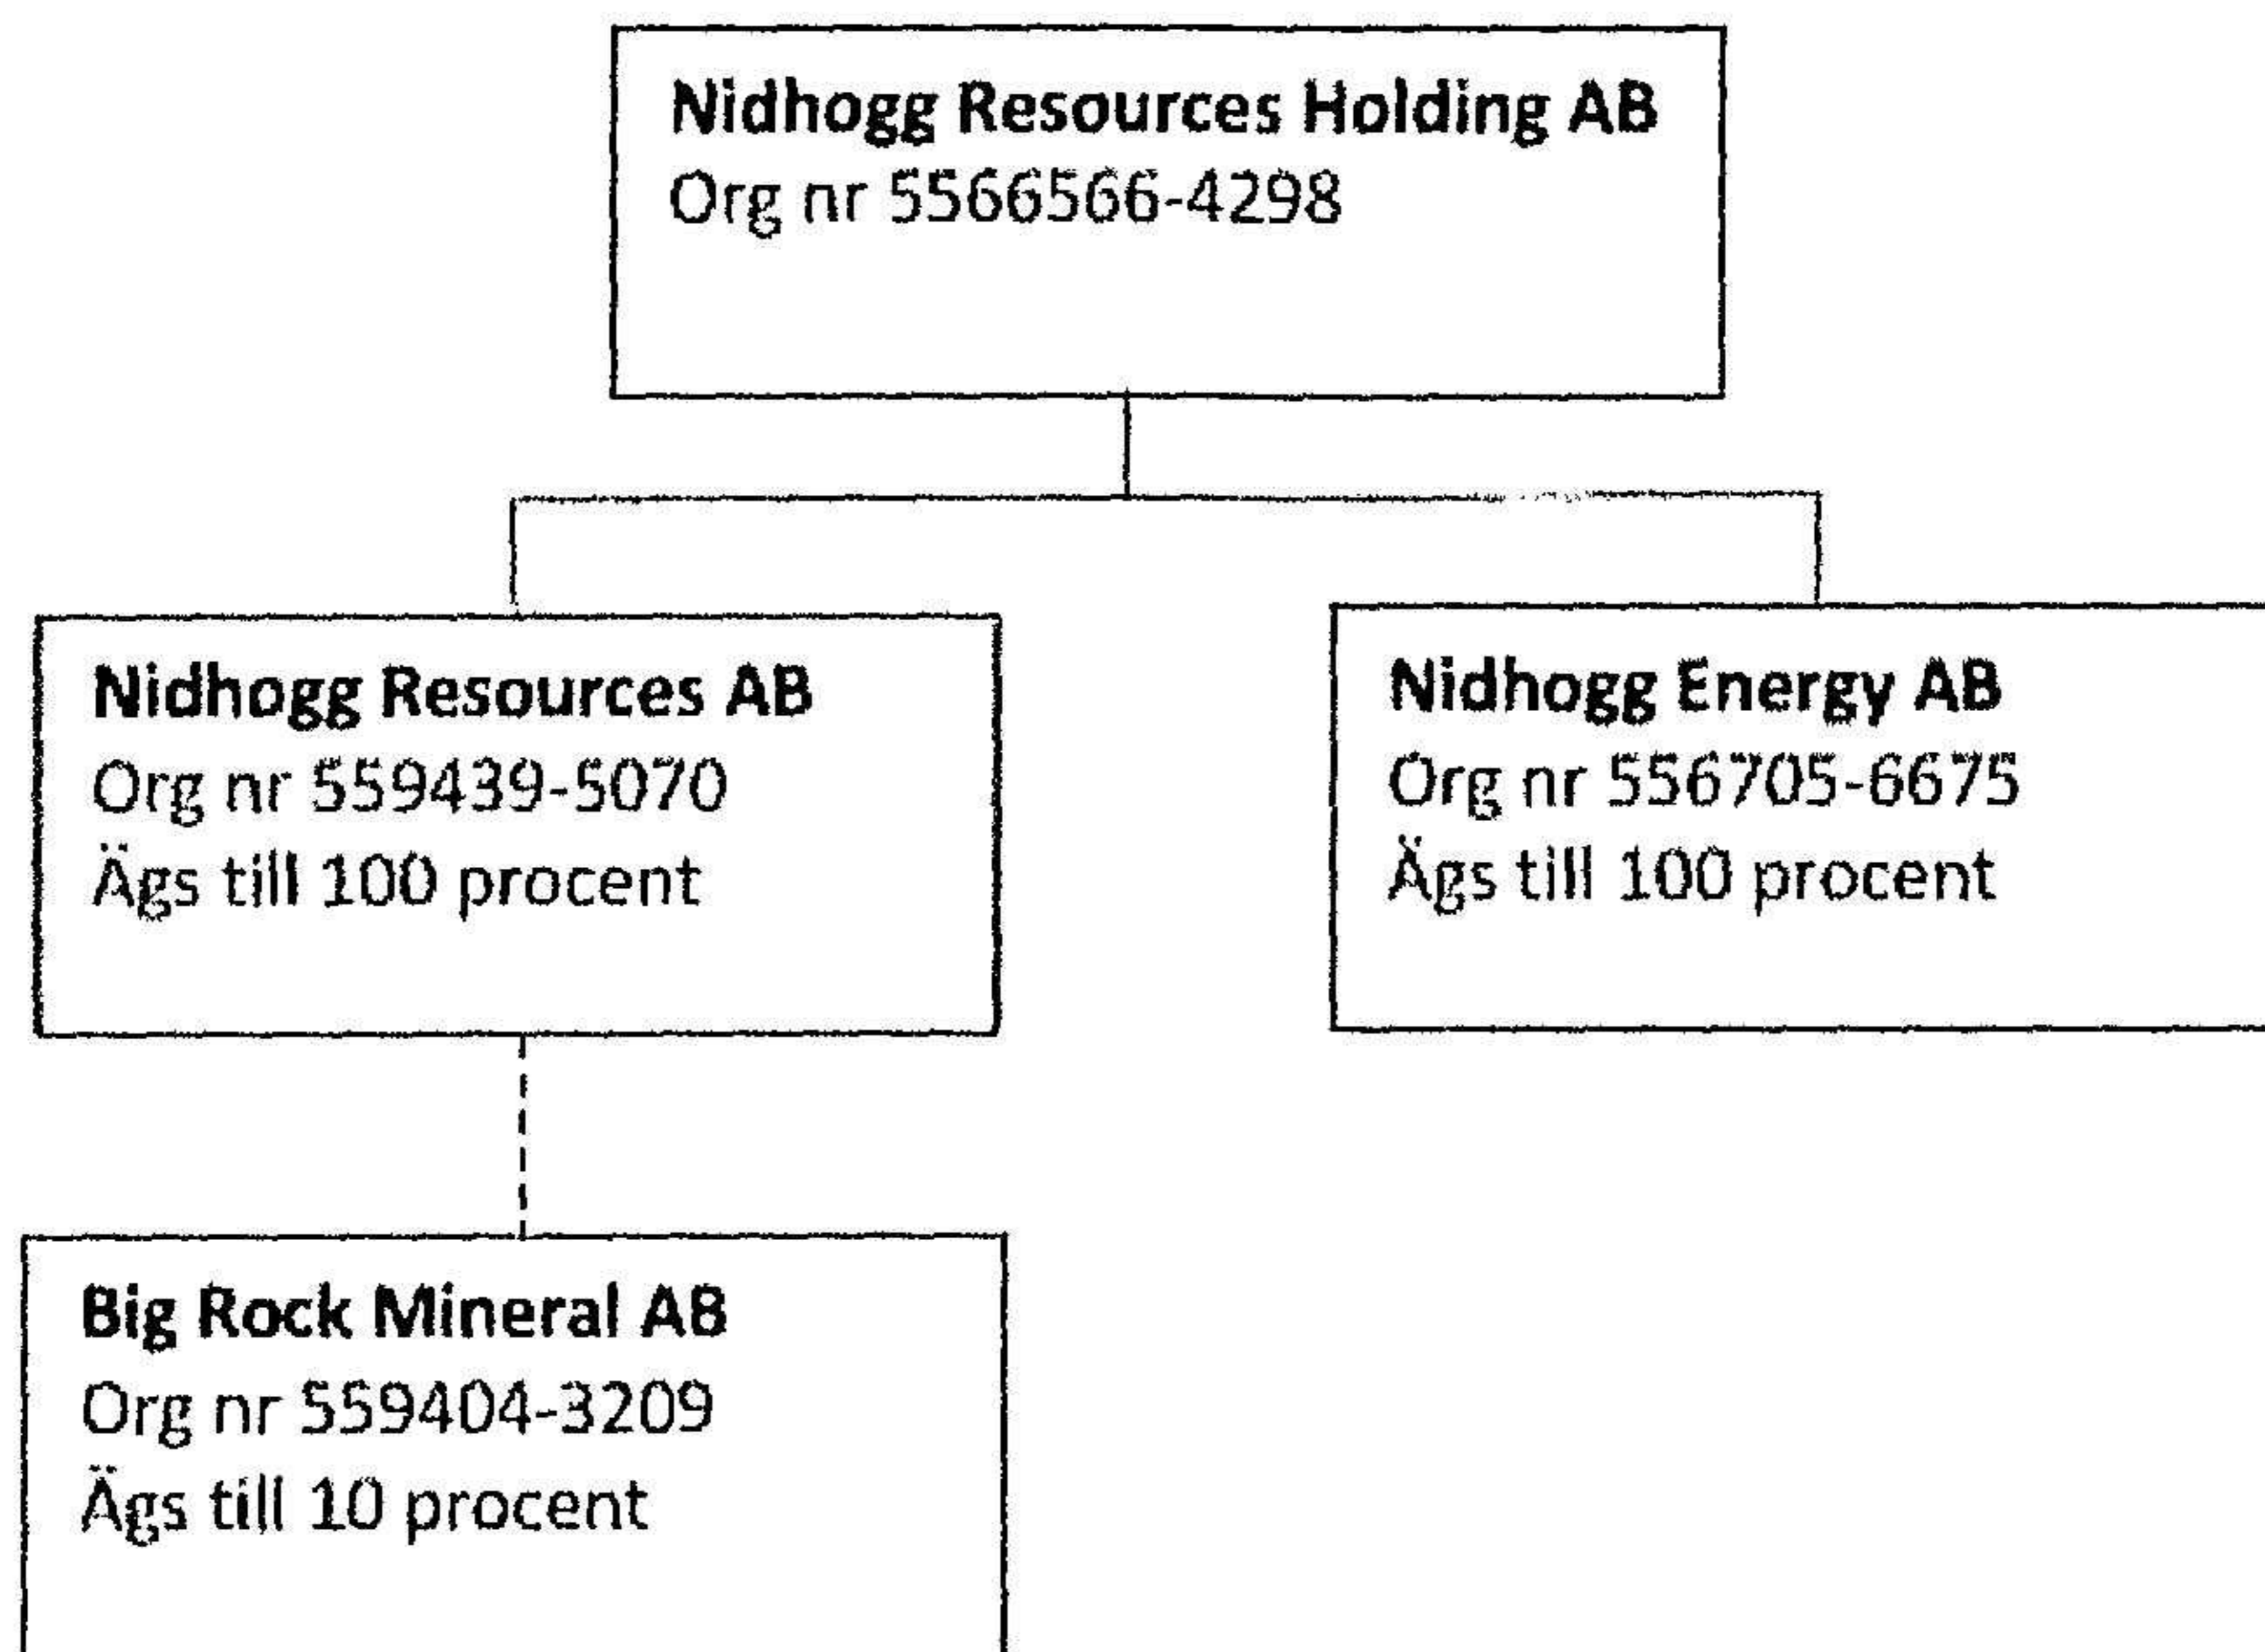 Nidhogg Resources Holding AB
Org nr 5566566-4298
Nidhogg Resources AB
Org nr 559439-5070
Ägs till 100 procent
Nidhogg Energy AB
Org nr 556705-6675
Ägs till 100 procent
Big Rock Mineral AB
Org nr 559404-3209
Ägs till 10 procent